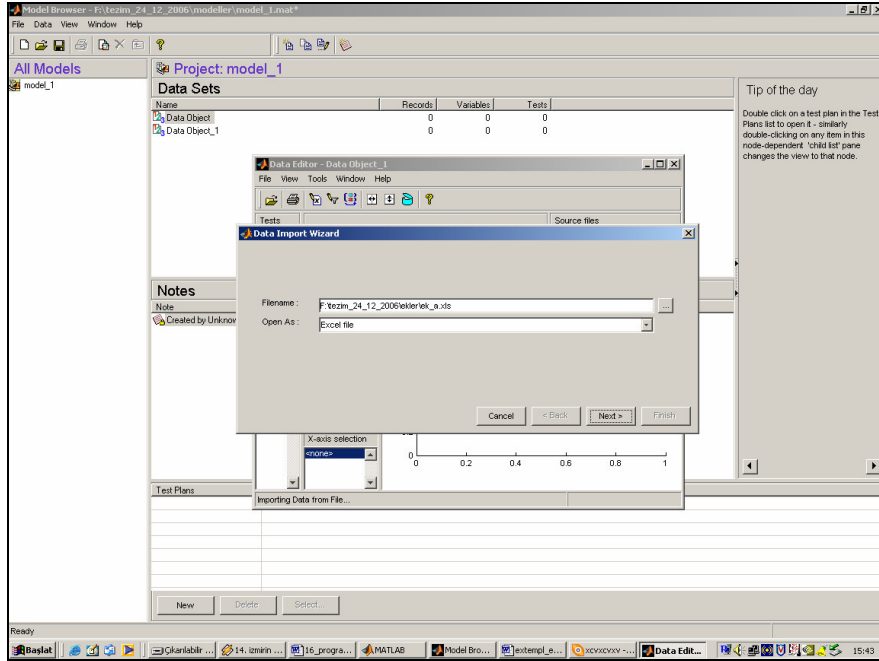 Model Browser - F:\tezim_24_12_2006\modeller\model_1.mat*
File Data View Window Help
All Models
model_1
Project: model_1
Data Sets
Name Records Variables Tests
Data Object 0 0 0
Data Object_1 0 0 0
Tip of the day
Double click on a test plan in the Test
Plans list to open it - similarly
double-clicking on any item in this
node-dependent 'child list' pane
changes the view to that node.
Data Editor - Data Object_1
File View Tools Window Help
Tests Source files
Data Import Wizard
Filename : F:\tezim_24_12_2006\ekler\ek_a.xls ...
Open As : Excel file
Cancel < Back Next > Finish
Notes
Note
Created by Unknow
X-axis selection
<none>
0
0 0.2 0.4 0.6 0.8 1
Importing Data from File...
Test Plans
New Delete Select...
Ready
Başlat Çıkarılabilir ... 14. izmirin ... 16_progra... MATLAB Model Bro... extempl_e... xcvxcvxv -... Data Edit... 15:43